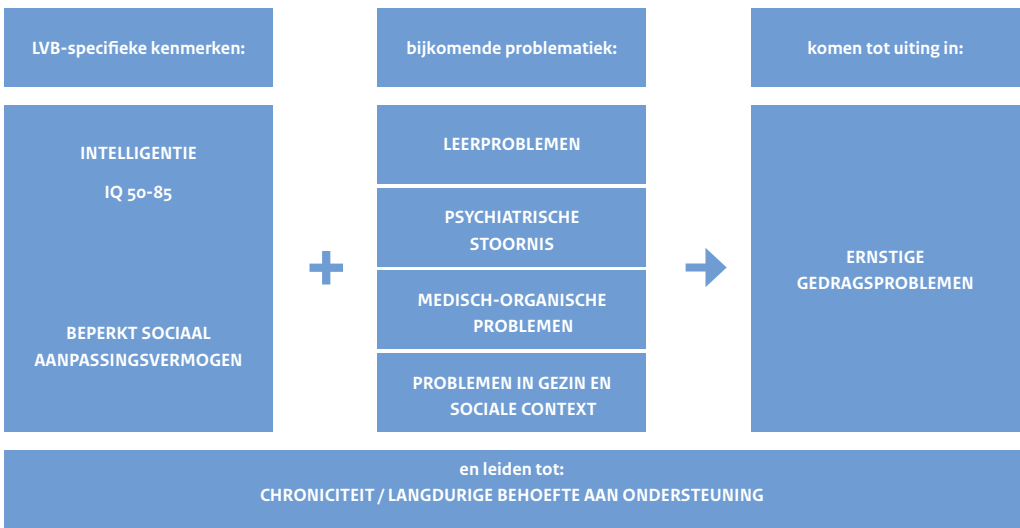 LVB-specifieke kenmerken:
bijkomende problematiek:
komen tot uiting in:
INTELLIGENTIE
IQ 50-85
BEPERKT SOCIAAL
AANPASSINGSVERMOGEN
+
LEERPROBLEMEN
PSYCHIATRISCHE
STOORNIS
MEDISCH-ORGANISCHE
PROBLEMEN
PROBLEMEN IN GEZIN EN
SOCIALE CONTEXT
ERNSTIGE
GEDRAGSPROBLEMEN
en leiden tot:
CHRONICITEIT / LANGDURIGE BEHOEFTE AAN ONDERSTEUNING